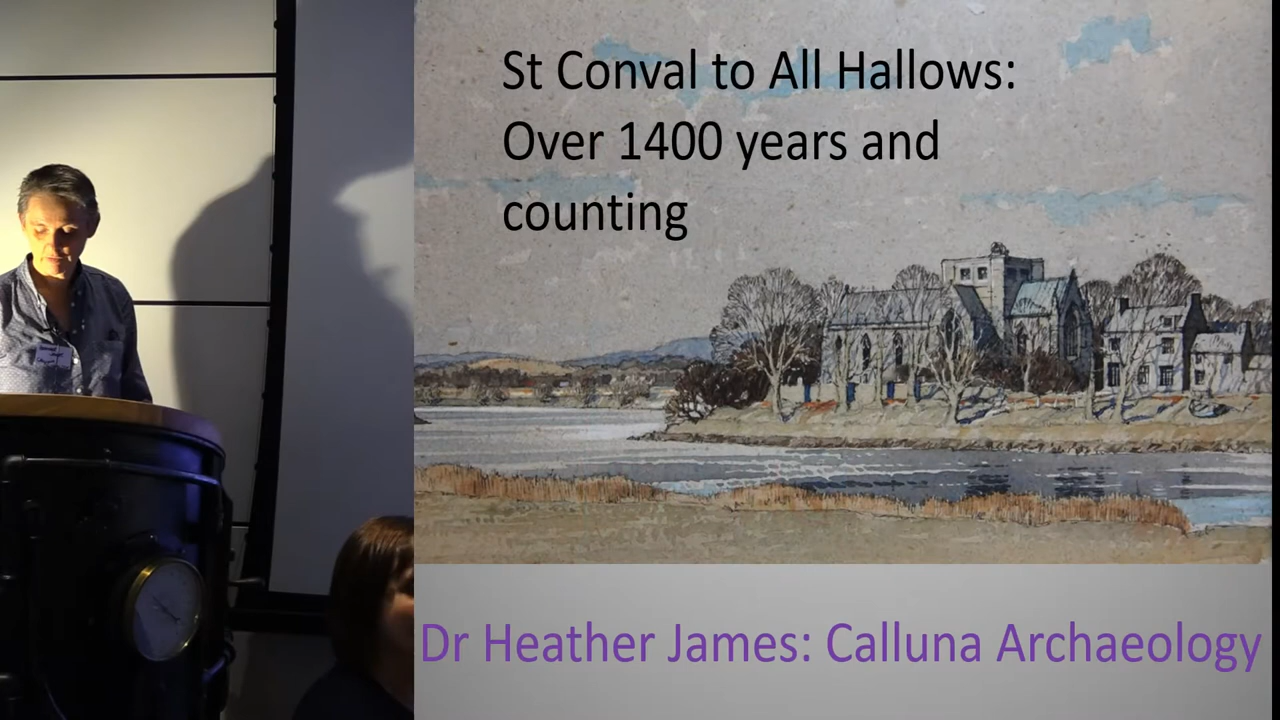 St Conval to All Hallows:
Over 1400 years and
counting
Dr Heather James: Calluna Archaeology